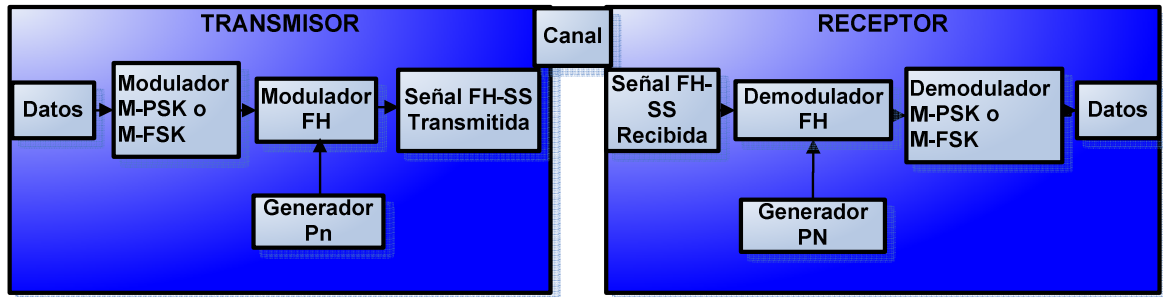 TRANSMISOR
Datos
Modulador
M-PSK o
M-FSK
Modulador
FH
Señal FH-SS
Transmitida
Generador
Pn
Canal
RECEPTOR
Señal FH-
SS
Recibida
Demodulador
FH
Demodulador
M-PSK o
M-FSK
Datos
Generador
PN